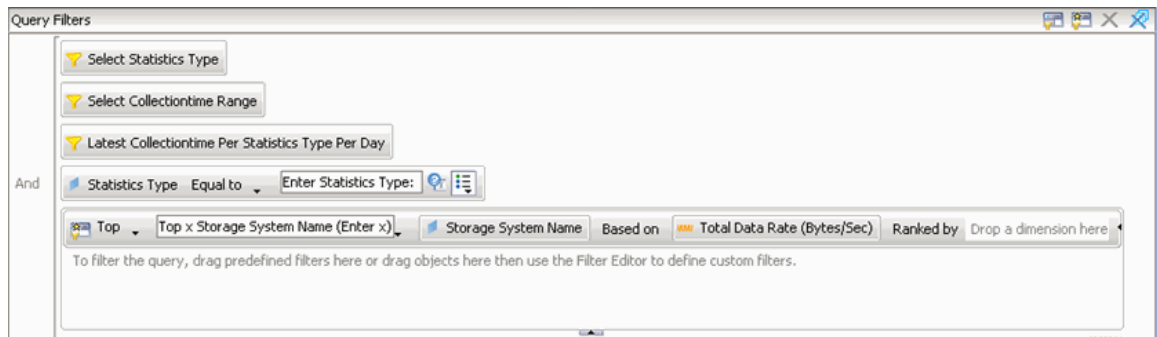 Query Filters
Select Statistics Type
Select Collectiontime Range
Latest Collectiontime Per Statistics Type Per Day
And
Statistics Type Equal to Enter Statistics Type:
Top Top x Storage System Name (Enter x) Storage System Name Based on Total Data Rate (Bytes/Sec) Ranked by Drop a dimension here
To filter the query, drag predefined filters here or drag objects here then use the Filter Editor to define custom filters.